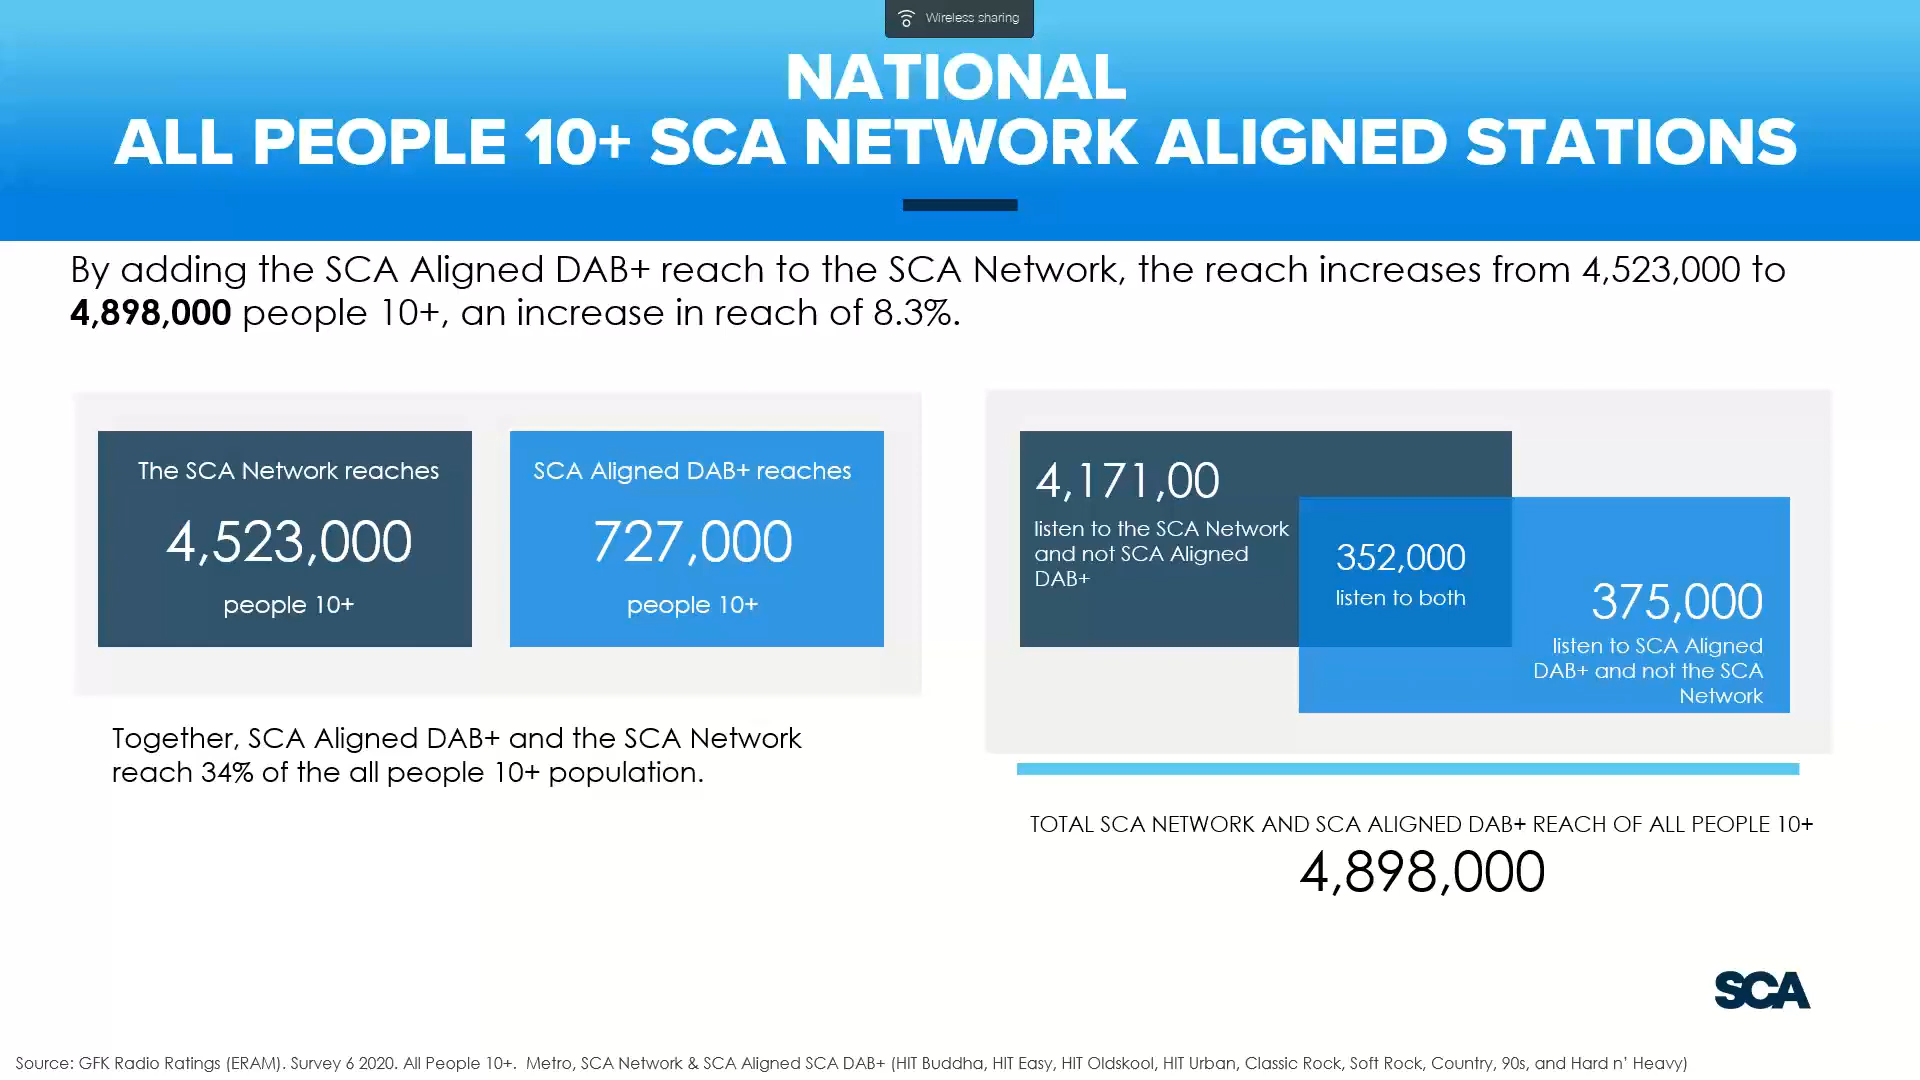 Wireless sharing
NATIONAL
ALL PEOPLE 10+ SCA NETWORK ALIGNED STATIONS
By adding the SCA Aligned DAB+ reach to the SCA Network, the reach increases from 4,523,000 to
4,898,000 people 10+, an increase in reach of 8.3%.
The SCA Network reaches
4,523,000
people 10+
SCA Aligned DAB+ reaches
727,000
people 10+
Together, SCA Aligned DAB+ and the SCA Network
reach 34% of the all people 10+ population.
4,171,00
listen to the SCA Network
and not SCA Aligned
DAB+
352,000
listen to both
375,000
listen to SCA Aligned
DAB+ and not the SCA
Network
TOTAL SCA NETWORK AND SCA ALIGNED DAB+ REACH OF ALL PEOPLE 10+
4,898,000
SCA
Source: GFK Radio Ratings (ERAM). Survey 6 2020. All People 10+.  Metro, SCA Network & SCA Aligned SCA DAB+ (HIT Buddha, HIT Easy, HIT Oldskool, HIT Urban, Classic Rock, Soft Rock, Country, 90s, and Hard n' Heavy)